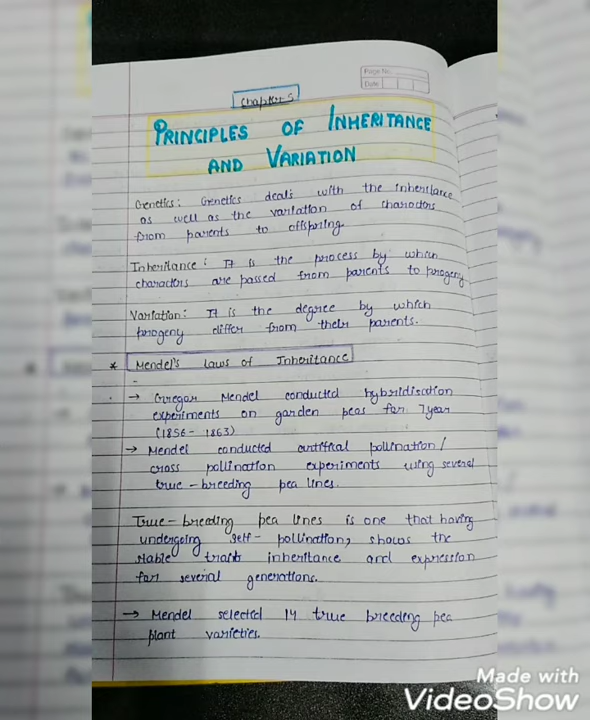 Page No.
Date
Chapter 5
PRINCIPLES OF INHERITANCE
AND VARIATION
Genetics: Genetics deals with the inheritance
as well as the variation of characters
from parents to offspring.
Inheritance: It is the process by which
characters are passed from parents to progeny
Variation: It is the degree by which
progeny differ from their parents.
* Mendel's Laws of Inheritance
→ Gregor Mendel conducted hybridisation
experiments on garden peas for 7 year
(1856-1863)
→ Mendel conducted artifical pollination/
cross pollination experiments using several
true-breeding pea lines.
True-breeding pea lines is one that having
undergoing self-pollination, shows the
stable trait inheritance and expression
for several generations.
→ Mendel selected 14 true breeding pea
plant varieties.
Made with
VideoShow